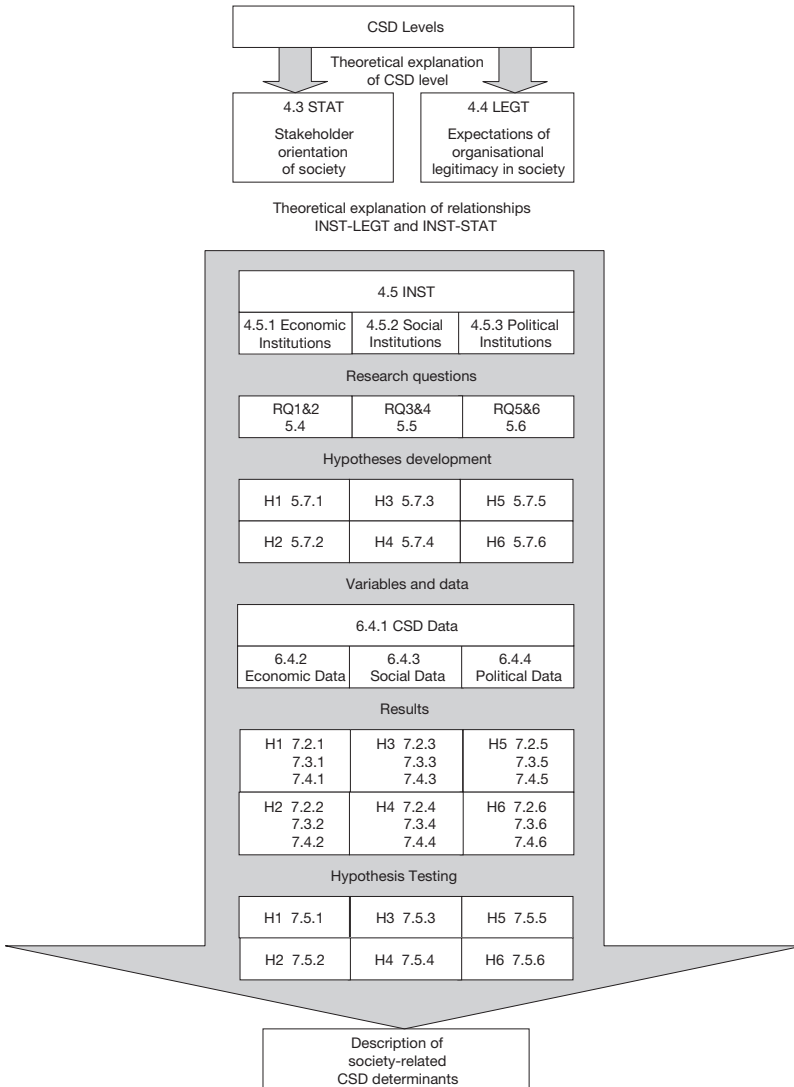 CSD Levels
Theoretical explanation
of CSD level
4.3 STAT
Stakeholder
orientation
of society
4.4 LEGT
Expectations of
organisational
legitimacy in society
Theoretical explanation of relationships
INST-LEGT and INST-STAT
4.5 INST
4.5.1 Economic
Institutions
4.5.2 Social
Institutions
4.5.3 Political
Institutions
Research questions
RQ1&2
5.4
RQ3&4
5.5
RQ5&6
5.6
Hypotheses development
H1 5.7.1
H3 5.7.3
H5 5.7.5
H2 5.7.2
H4 5.7.4
H6 5.7.6
Variables and data
6.4.1 CSD Data
6.4.2
Economic Data
6.4.3
Social Data
6.4.4
Political Data
Results
H1 7.2.1
7.3.1
7.4.1
H3 7.2.3
7.3.3
7.4.3
H5 7.2.5
7.3.5
7.4.5
H2 7.2.2
7.3.2
7.4.2
H4 7.2.4
7.3.4
7.4.4
H6 7.2.6
7.3.6
7.4.6
Hypothesis Testing
H1 7.5.1
H3 7.5.3
H5 7.5.5
H2 7.5.2
H4 7.5.4
H6 7.5.6
Description of
society-related
CSD determinants